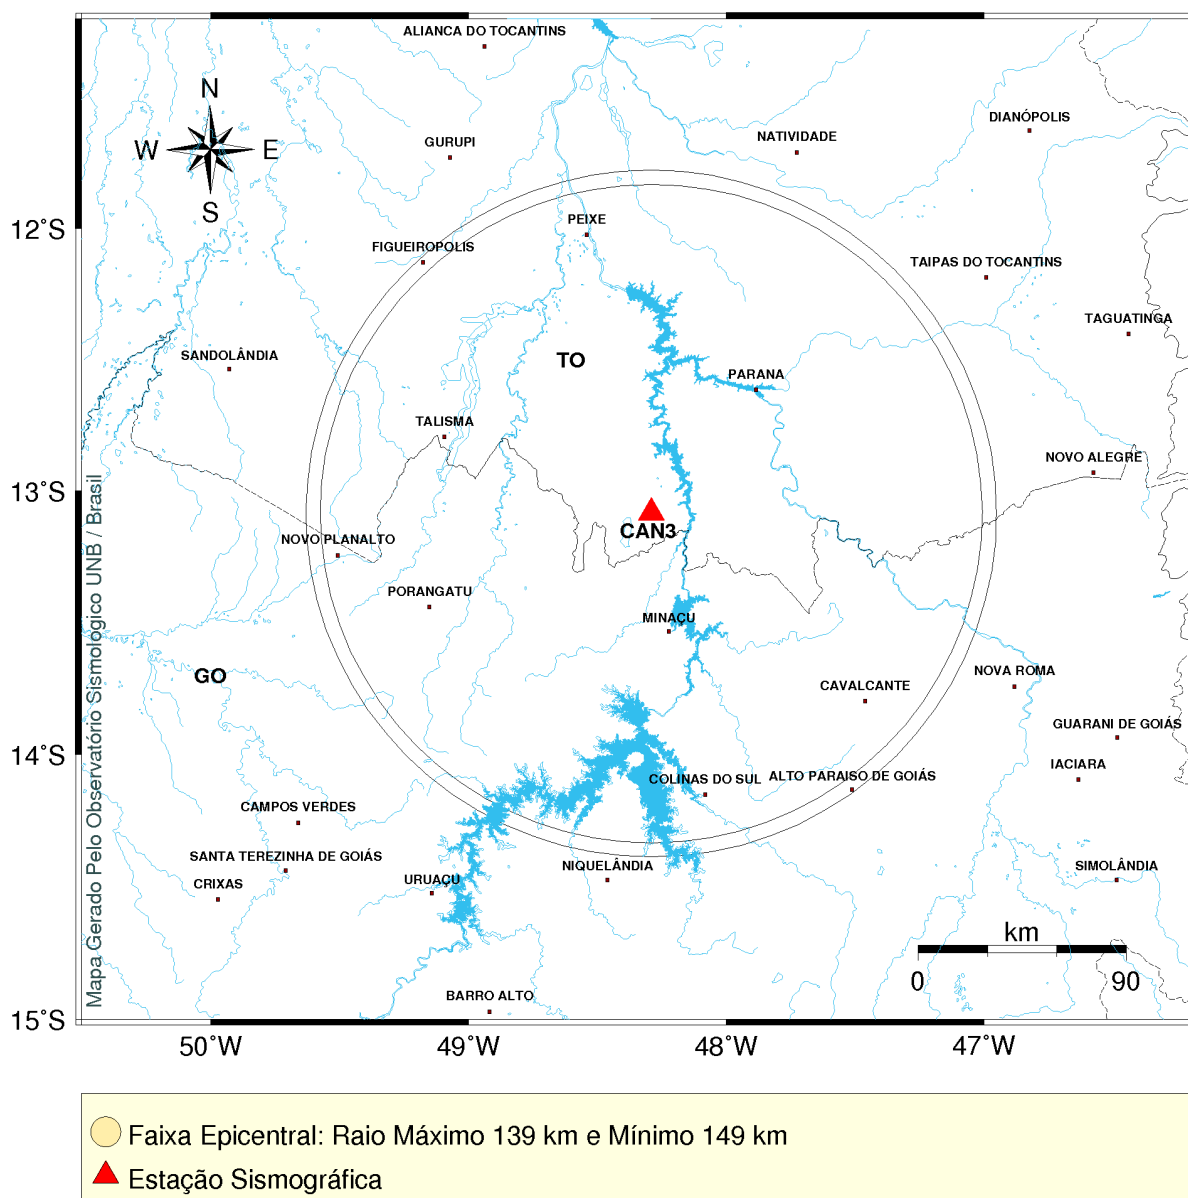 ALIANCA DO TOCANTINS
N
W
E
S
GURUPI
NATIVIDADE
DIANÓPOLIS
12°S
PEIXE
FIGUEIROPOLIS
TAIPAS DO TOCANTINS
TAGUATINGA
SANDOLÂNDIA
TO
PARANA
TALISMA
NOVO ALEGRE
13°S
CAN3
NOVO PLANALTO
PORANGATU
MINAÇU
GO
NOVA ROMA
CAVALCANTE
GUARANI DE GOIÁS
14°S
IACIARA
COLINAS DO SUL
ALTO PARAISO DE GOIÁS
CAMPOS VERDES
SANTA TEREZINHA DE GOIÁS
NIQUELÂNDIA
SIMOLÂNDIA
CRIXAS
URUAÇU
km
0
90
BARRO ALTO
15°S
Mapa Gerado Pelo Observatório Sismologico UNB / Brasil
50°W
49°W
48°W
47°W
Faixa Epicentral: Raio Máximo 139 km e Mínimo 149 km
Estação Sismográfica